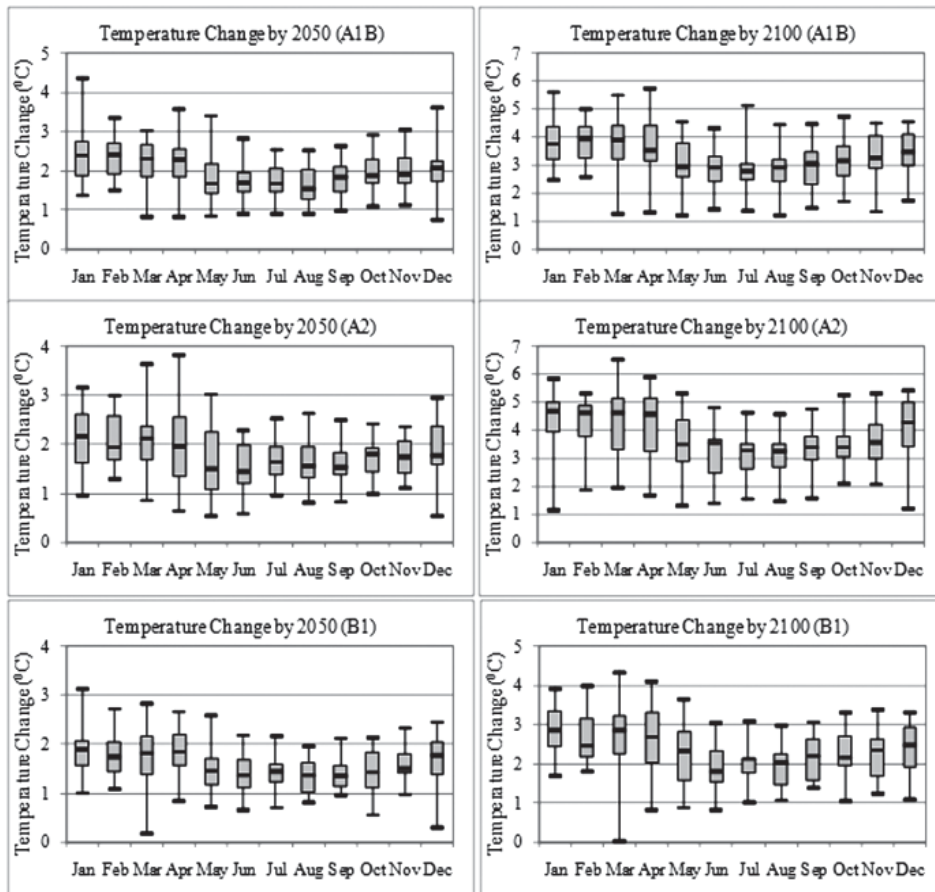 Temperature Change by 2050 (A1B)
Temperature Change (⁰C)
5
4
3
2
1
0
Jan Feb Mar Apr May Jun Jul Aug Sep Oct Nov Dec
Temperature Change by 2100 (A1B)
Temperature Change (⁰C)
7
6
5
4
3
2
1
0
Jan Feb Mar Apr May Jun Jul Aug Sep Oct Nov Dec
Temperature Change by 2050 (A2)
Temperature Change (⁰C)
4
3
2
1
0
Jan Feb Mar Apr May Jun Jul Aug Sep Oct Nov Dec
Temperature Change by 2100 (A2)
Temperature Change (⁰C)
7
6
5
4
3
2
1
0
Jan Feb Mar Apr May Jun Jul Aug Sep Oct Nov Dec
Temperature Change by 2050 (B1)
Temperature Change (⁰C)
4
3
2
1
0
Jan Feb Mar Apr May Jun Jul Aug Sep Oct Nov Dec
Temperature Change by 2100 (B1)
Temperature Change (⁰C)
5
4
3
2
1
0
Jan Feb Mar Apr May Jun Jul Aug Sep Oct Nov Dec